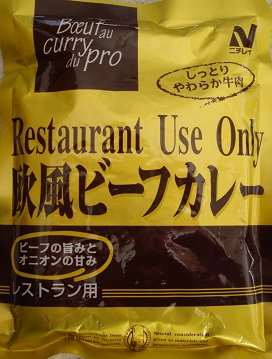 Bœuf au
curry
du pro
ニチレイ
しっとり
やわらか牛肉
Restaurant Use Only
欧風ビーフカレー
ビーフの旨みと
オニオンの甘み
レストラン用
special consideration